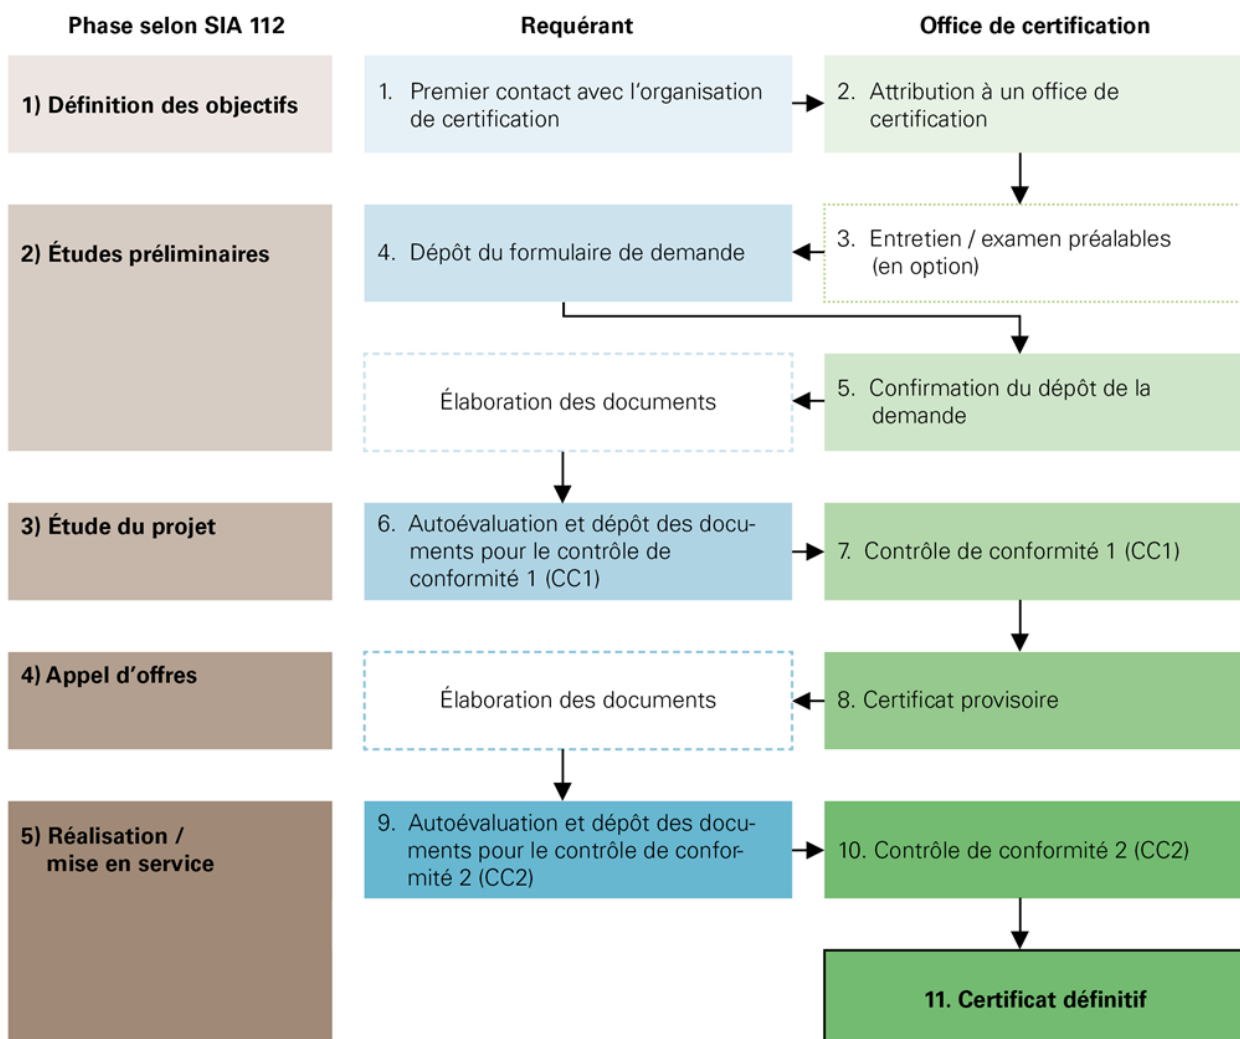 Phase selon SIA 112
Requérant
Office de certification
1) Définition des objectifs
1. Premier contact avec l'organisation
de certification
2. Attribution à un office de
certification
2) Études préliminaires
4. Dépôt du formulaire de demande
3. Entretien / examen préalables
(en option)
Élaboration des documents
5. Confirmation du dépôt de la
demande
3) Étude du projet
6. Autoévaluation et dépôt des docu-
ments pour le contrôle de
conformité 1 (CC1)
7. Contrôle de conformité 1 (CC1)
4) Appel d'offres
Élaboration des documents
8. Certificat provisoire
5) Réalisation /
mise en service
9. Autoévaluation et dépôt des docu-
ments pour le contrôle de confor-
mité 2 (CC2)
10. Contrôle de conformité 2 (CC2)
11. Certificat définitif